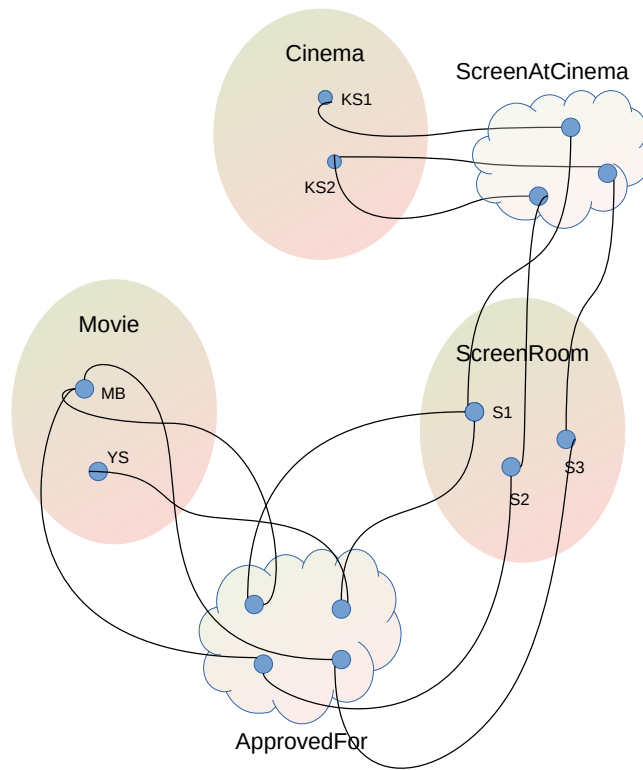 Cinema
ScreenAtCinema
KS1
KS2
Movie
ScreenRoom
MB
S1
YS
S3
S2
ApprovedFor